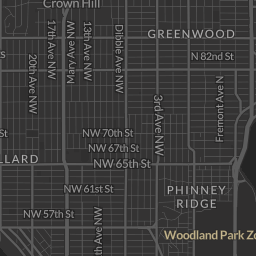 Crown Hill
GREENWOOD
N 82nd St
17th Ave NW
Mary Ave NW
13th Ave NW
Dibble Ave NW
20th Ave NW
3rd Ave NW
Fremont Ave N
NW 70th St
NW 67th St
NW 65th St
LLARD
NW 61st St
PHINNEY
RIDGE
NW 57th St
th Ave NW
Woodland Park Zo